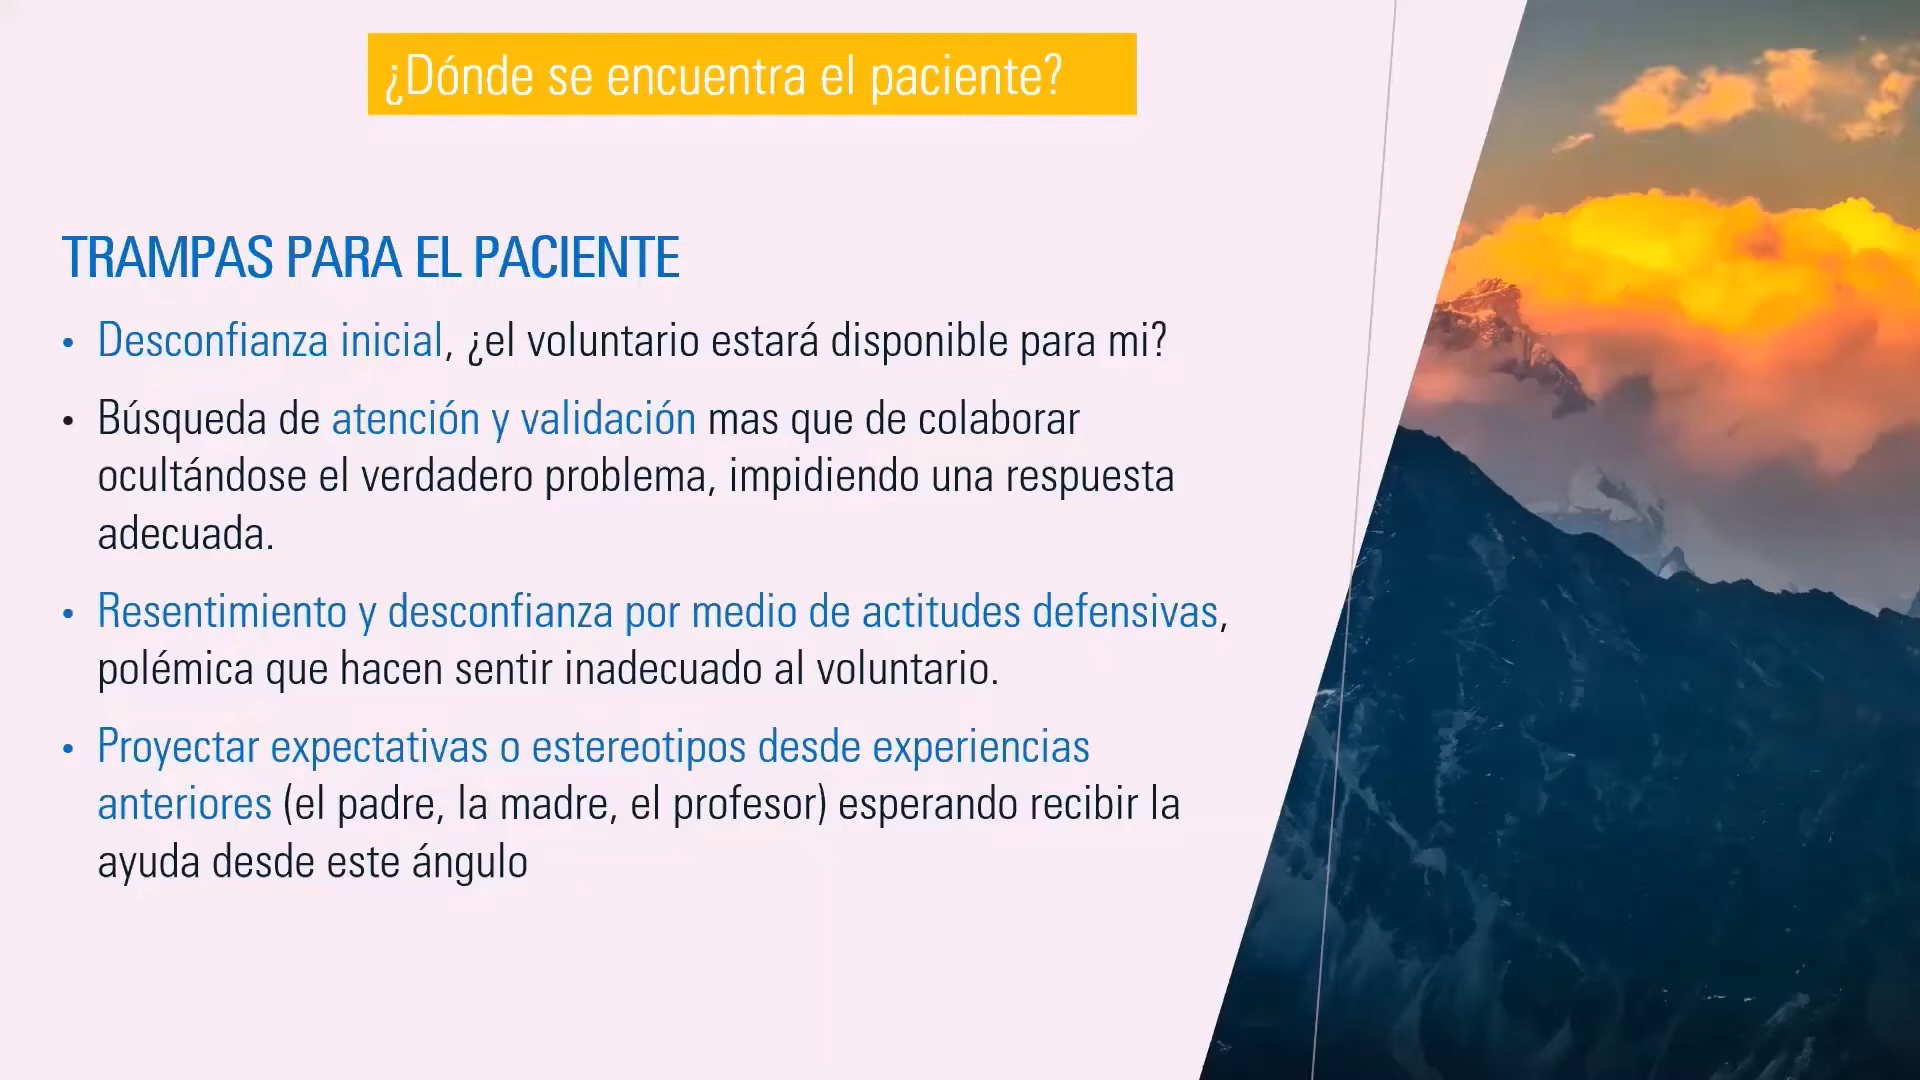 ¿Dónde se encuentra el paciente?
TRAMPAS PARA EL PACIENTE
• Desconfianza inicial, ¿el voluntario estará disponible para mi?
• Búsqueda de atención y validación mas que de colaborar
ocultándose el verdadero problema, impidiendo una respuesta
adecuada.
• Resentimiento y desconfianza por medio de actitudes defensivas,
polémica que hacen sentir inadecuado al voluntario.
• Proyectar expectativas o estereotipos desde experiencias
anteriores (el padre, la madre, el profesor) esperando recibir la
ayuda desde este ángulo